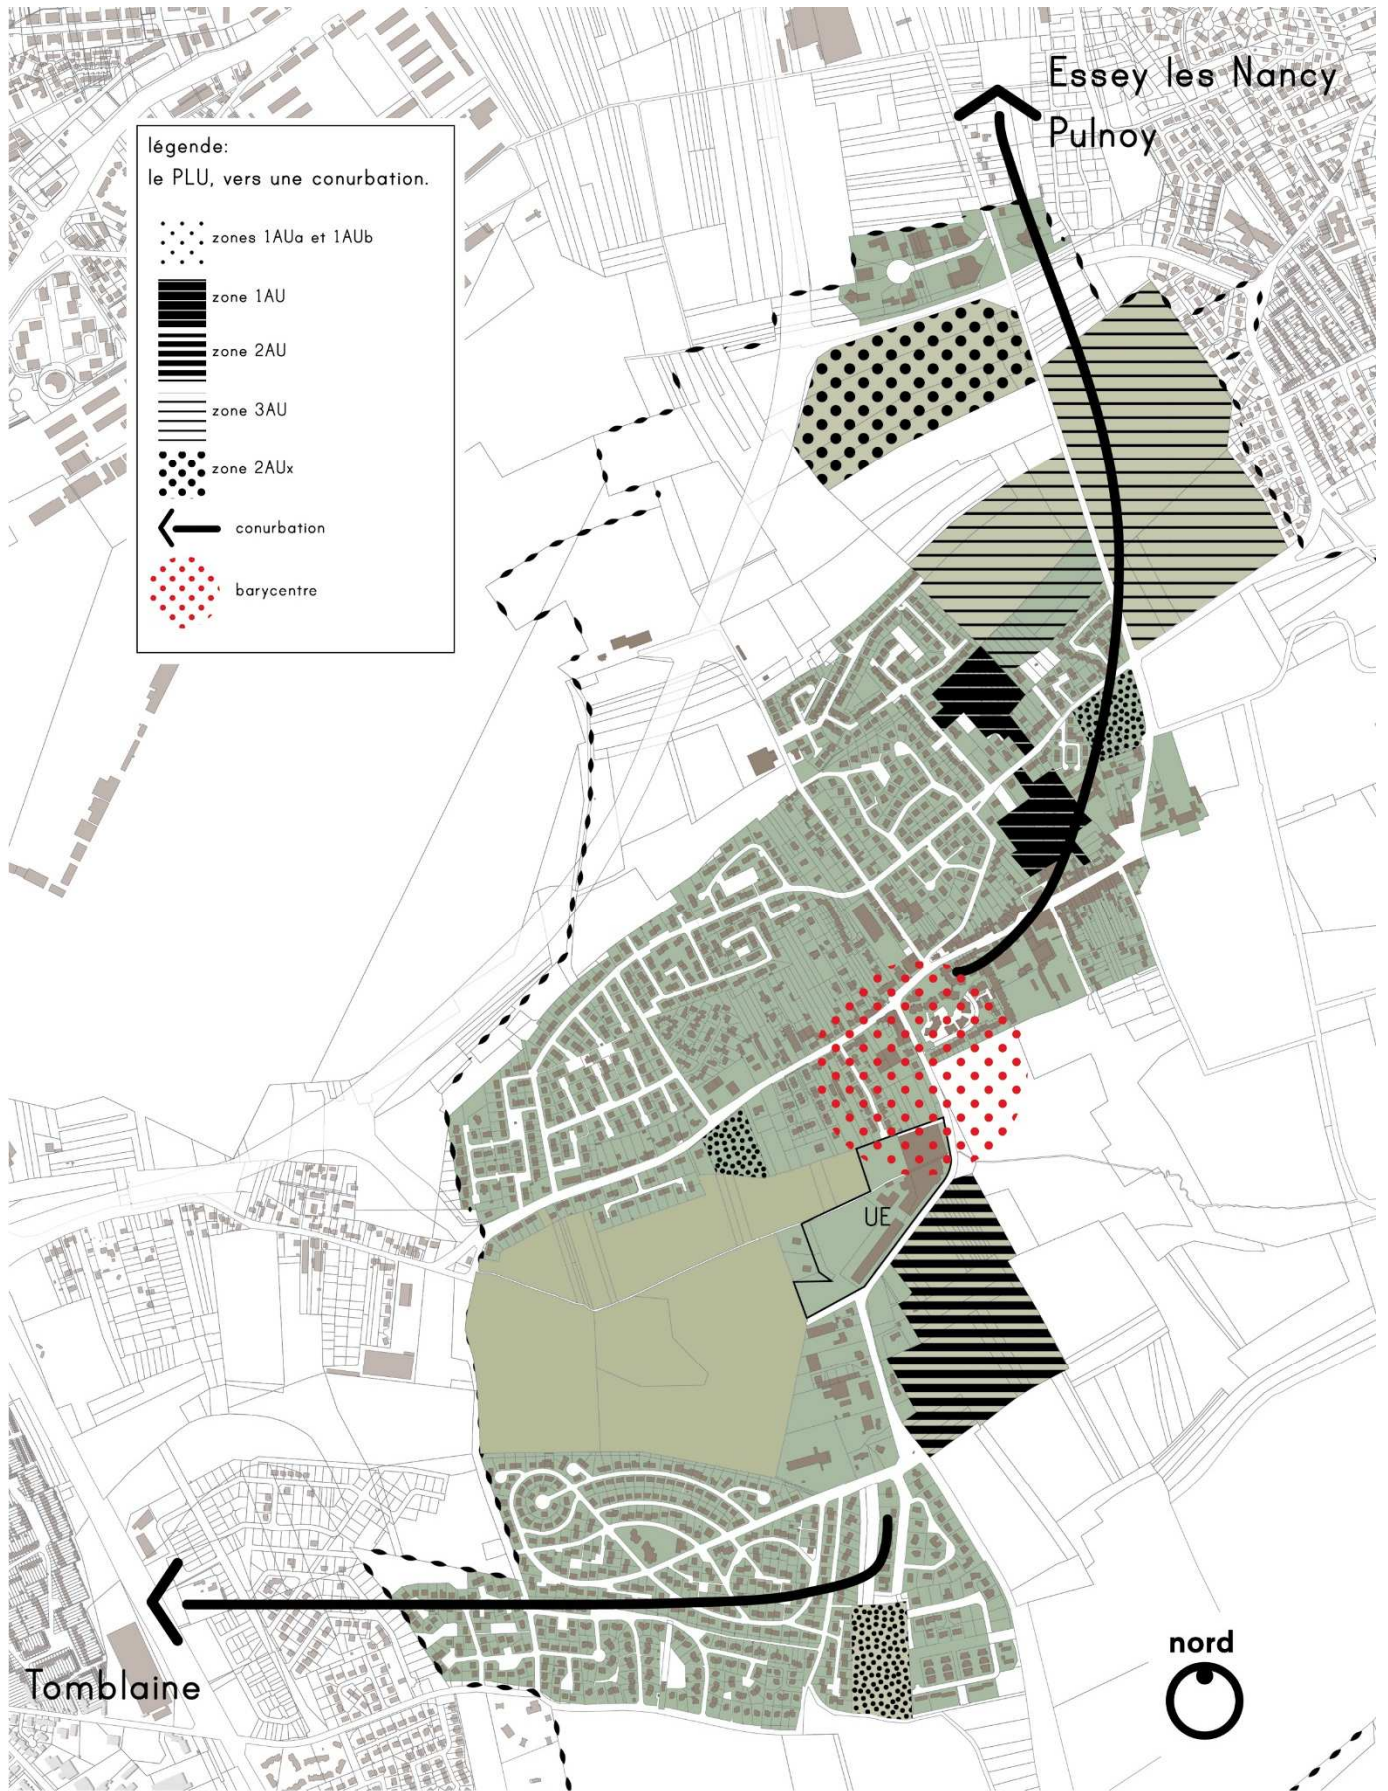 Essey les Nancy
Pulnoy
légende:
le PLU, vers une conurbation.
zones 1AUa et 1AUb
zone 1AU
zone 2AU
zone 3AU
zone 2AUx
conurbation
barycentre
UE
Tomblaine
nord